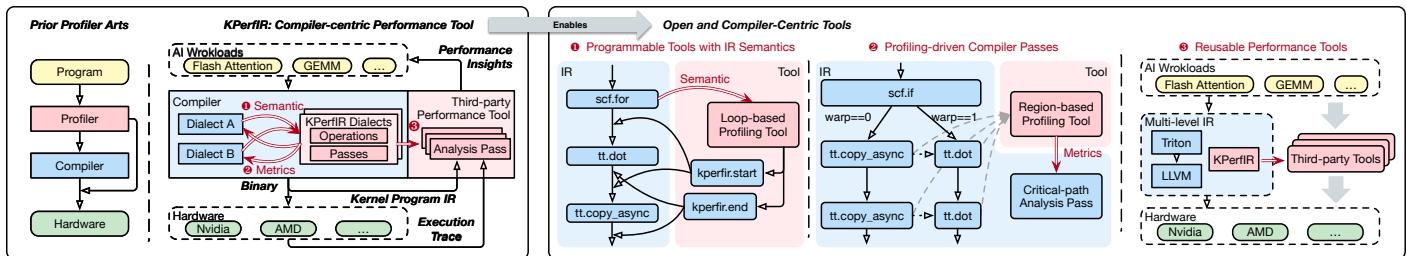 Prior Profiler Arts
Program
Profiler
Compiler
Hardware
KPerfIR: Compiler-centric Performance Tool
AI Wrokloads
Flash Attention
GEMM
...
Performance
Insights
Compiler
❶ Semantic
Dialect A
Dialect B
❷ Metrics
KPerfIR Dialects
Operations
Passes
❸
Third-party
Performance Tool
Analysis Pass
Binary
Kernel Program IR
Hardware
Nvidia
AMD
...
Execution
Trace
Enables
Open and Compiler-Centric Tools
❶ Programmable Tools with IR Semantics
IR
Tool
Semantic
scf.for
Loop-based
Profiling Tool
tt.dot
kperfir.start
kperfir.end
tt.copy_async
❷ Profiling-driven Compiler Passes
IR
Tool
scf.if
warp==0
warp==1
Region-based
Profiling Tool
tt.copy_async
tt.dot
Metrics
Critical-path
Analysis Pass
tt.copy_async
tt.dot
❸ Reusable Performance Tools
AI Wrokloads
Flash Attention
GEMM
...
Multi-level IR
Triton
LLVM
KPerfIR
Third-party Tools
Hardware
Nvidia
AMD
...